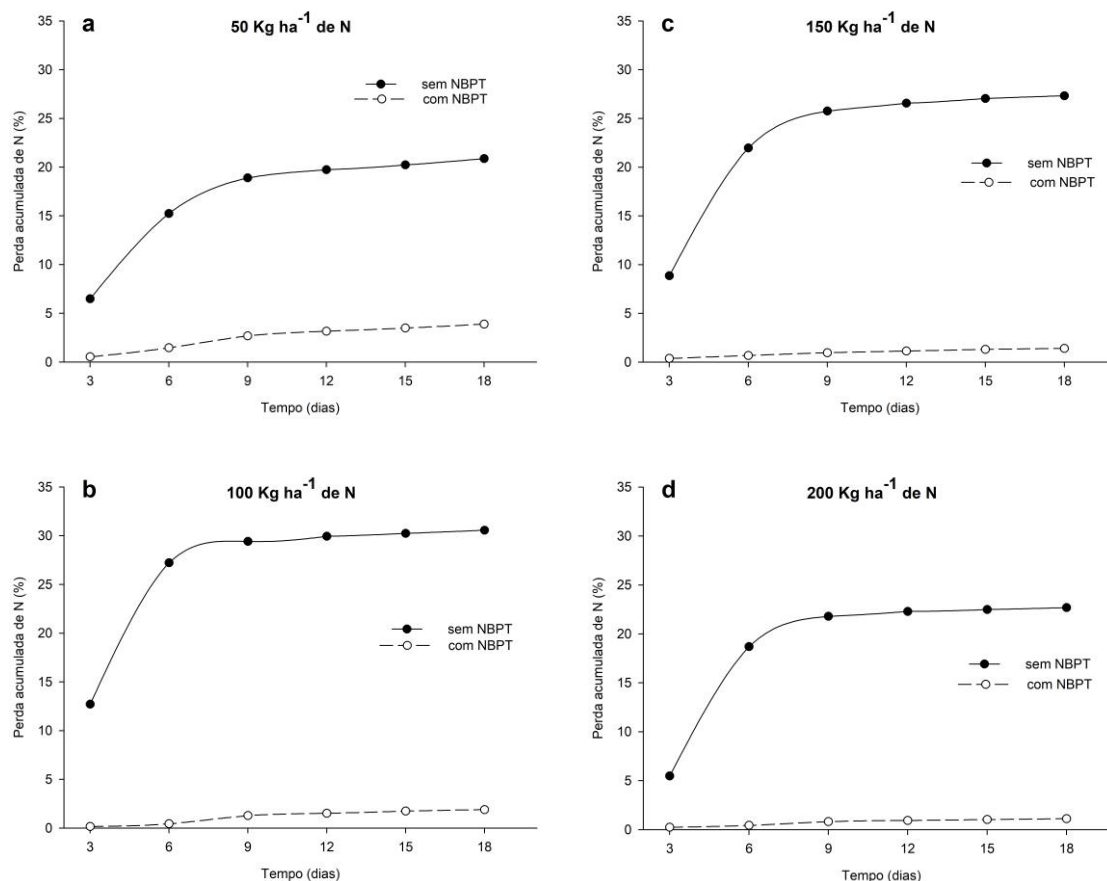 a
50 Kg ha-1 de N
Perda acumulada de N (%)
35
30
25
20
15
10
5
0
sem NBPT
com NBPT
3 6 9 12 15 18
Tempo (dias)
c
150 Kg ha-1 de N
Perda acumulada de N (%)
35
30
25
20
15
10
5
0
sem NBPT
com NBPT
3 6 9 12 15 18
Tempo (dias)
b
100 Kg ha-1 de N
Perda acumulada de N (%)
35
30
25
20
15
10
5
0
sem NBPT
com NBPT
3 6 9 12 15 18
Tempo (dias)
d
200 Kg ha-1 de N
Perda acumulada de N (%)
35
30
25
20
15
10
5
0
sem NBPT
com NBPT
3 6 9 12 15 18
Tempo (dias)